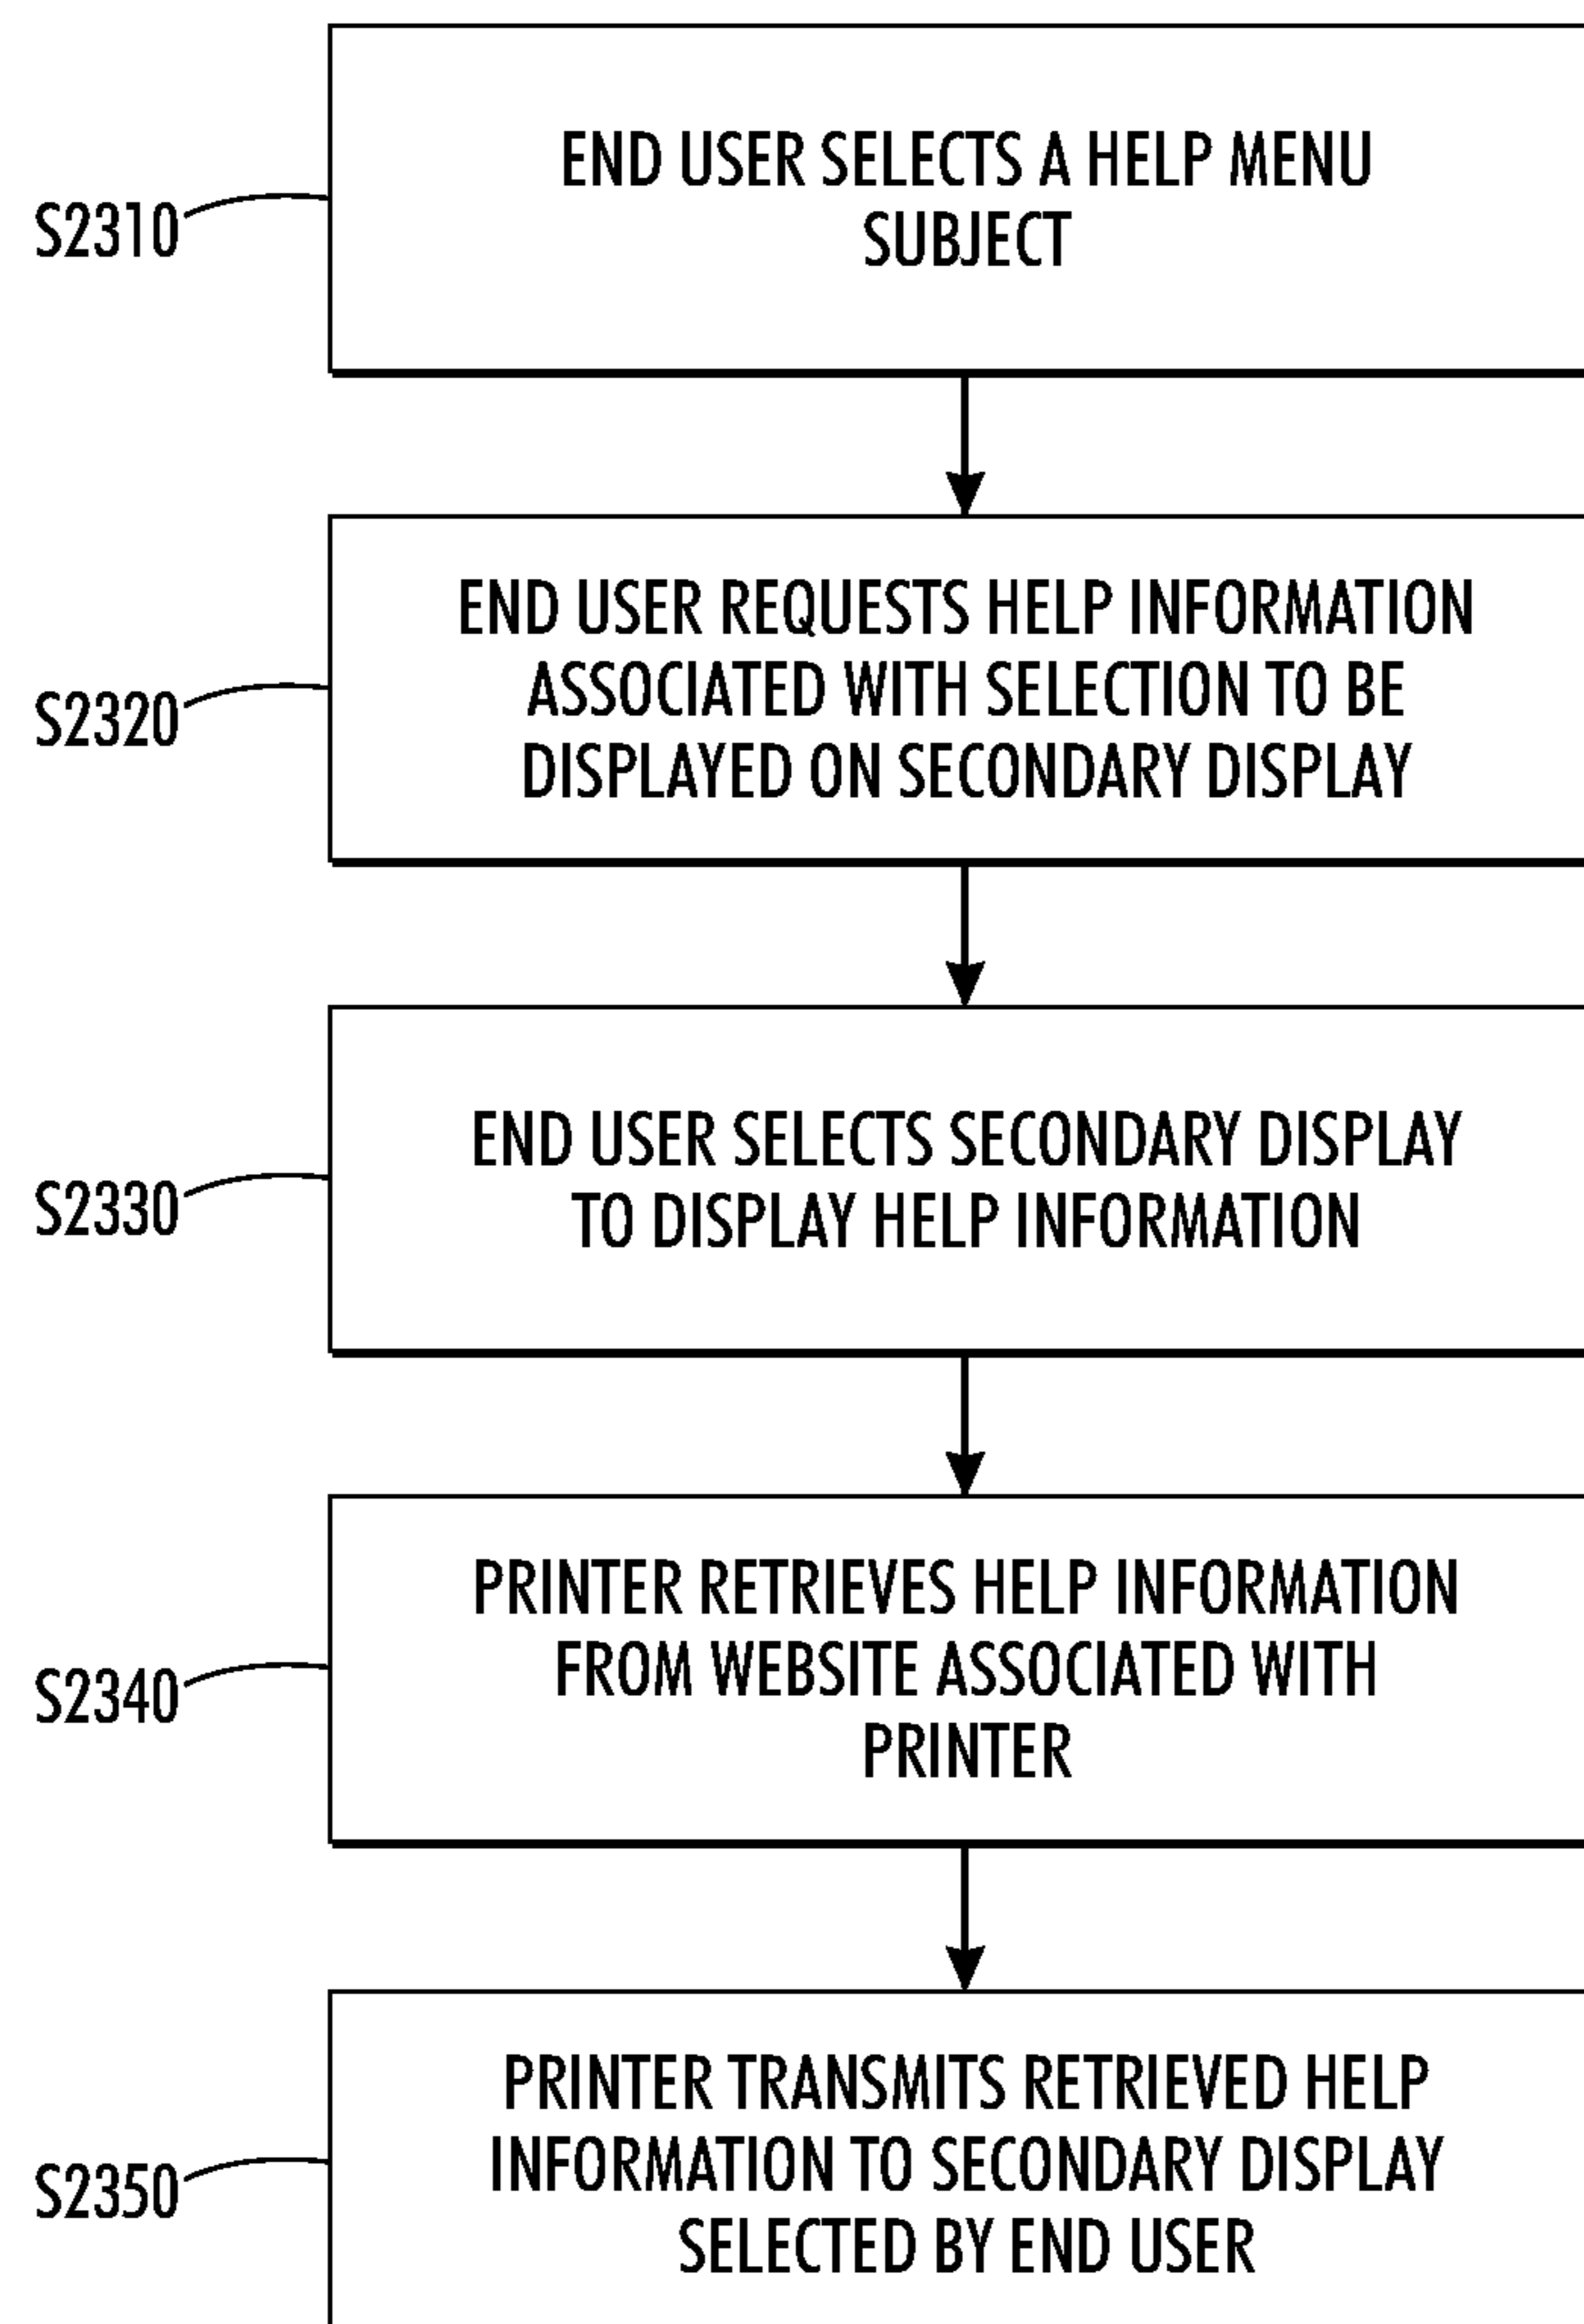 END USER SELECTS A HELP MENU
SUBJECT
S2310
END USER REQUESTS HELP INFORMATION
ASSOCIATED WITH SELECTION TO BE
DISPLAYED ON SECONDARY DISPLAY
S2320
END USER SELECTS SECONDARY DISPLAY
TO DISPLAY HELP INFORMATION
S2330
PRINTER RETRIEVES HELP INFORMATION
FROM WEBSITE ASSOCIATED WITH
PRINTER
S2340
PRINTER TRANSMITS RETRIEVED HELP
INFORMATION TO SECONDARY DISPLAY
SELECTED BY END USER
S2350